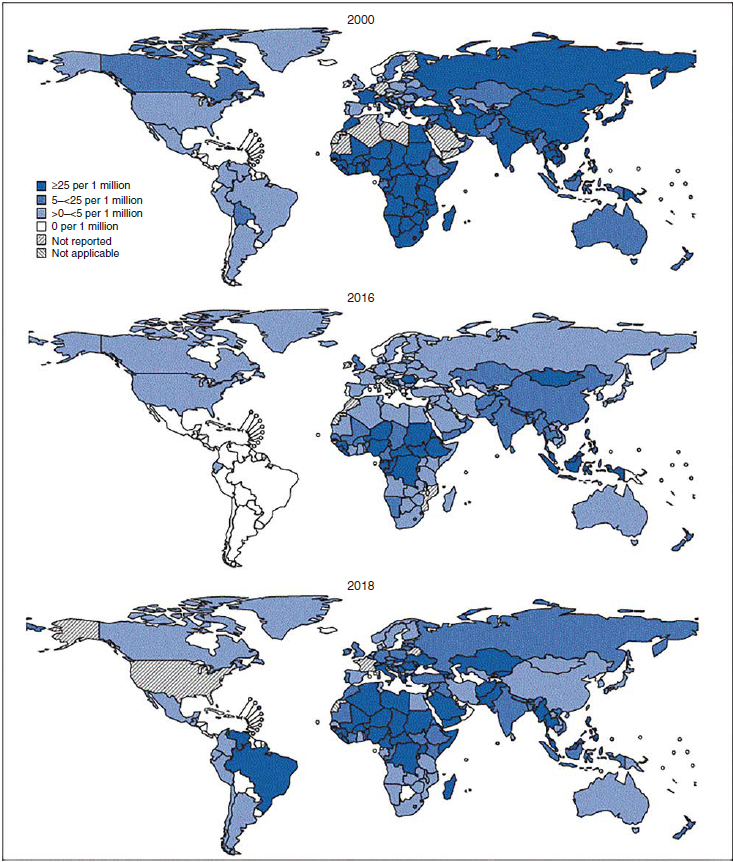 2000
≥25 per 1 million
5–<25 per 1 million
>0–<5 per 1 million
0 per 1 million
Not reported
Not applicable
2016
2018